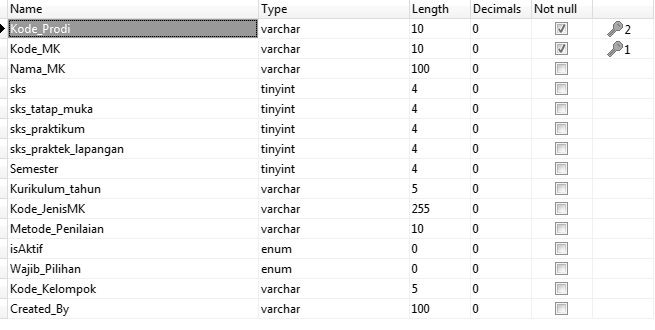 Name Type Length Decimals Not null
Kode_Prodi varchar 10 0 2
Kode_MK varchar 10 0 1
Nama_MK varchar 100 0
sks tinyint 4 0
sks_tatap_muka tinyint 4 0
sks_praktikum tinyint 4 0
sks_praktek_lapangan tinyint 4 0
Semester tinyint 4 0
Kurikulum_tahun varchar 5 0
Kode_JenisMK varchar 255 0
Metode_Penilaian varchar 10 0
isAktif enum 0 0
Wajib_Pilihan enum 0 0
Kode_Kelompok varchar 5 0
Created_By varchar 100 0